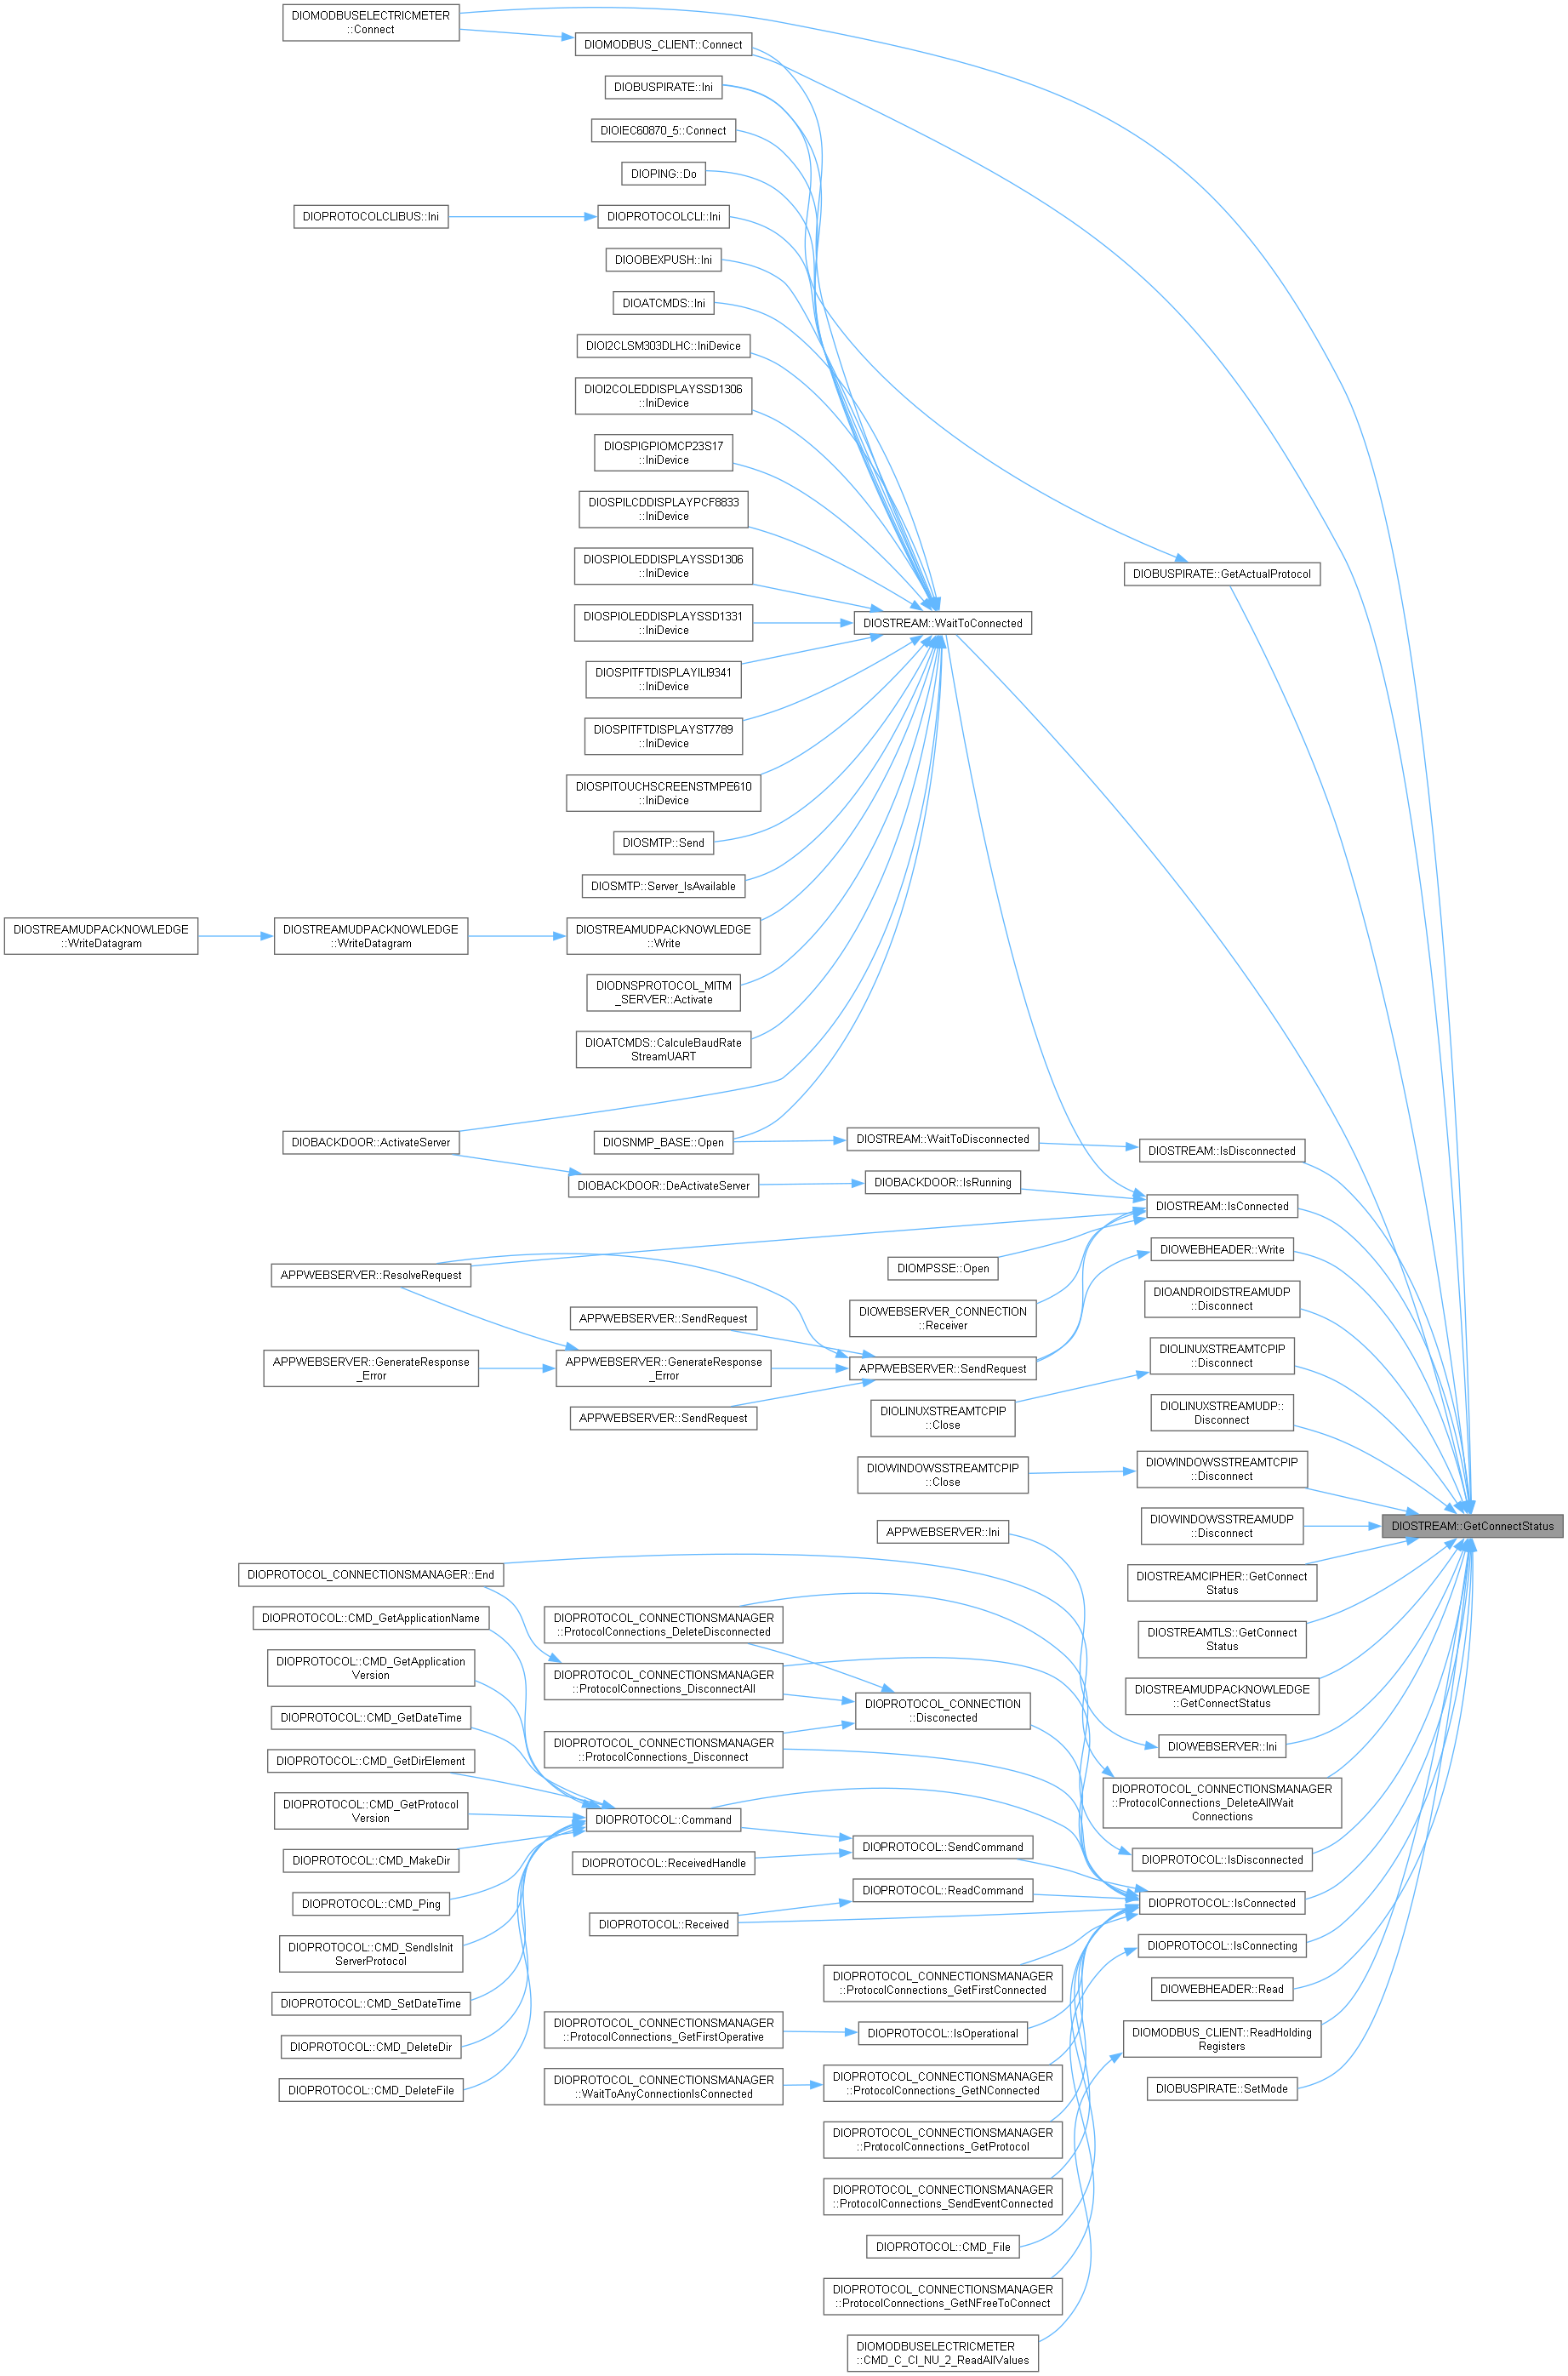 DIOMODBUSELECTRICMETER
::Connect
DIOMODBUS_CLIENT::Connect
DIOBUSPIRATE::Ini
DIOIEC60870_5::Connect
DIOPING::Do
DIOPROTOCOLCLIBUS::Ini
DIOPROTOCOLCLI::Ini
DIOOBEXPUSH::Ini
DIOATCMDS::Ini
DIOI2CLSM303DLHC::IniDevice
DIOI2COLEDDISPLAYSSD1306
::IniDevice
DIOSPIGPIOMCP23S17
::IniDevice
DIOSPILCDDISPLAYPCF8833
::IniDevice
DIOSPIOLEDDISPLAYSSD1306
::IniDevice
DIOBUSPIRATE::GetActualProtocol
DIOSPIOLEDDISPLAYSSD1331
::IniDevice
DIOSTREAM::WaitToConnected
DIOSPITFTDISPLAYILI9341
::IniDevice
DIOSPITFTDISPLAYST7789
::IniDevice
DIOSPITOUCHSCREENSTMPE610
::IniDevice
DIOSMTP::Send
DIOSMTP::Server_IsAvailable
DIOSTREAMUDPACKNOWLEDGE
::WriteDatagram
DIOSTREAMUDPACKNOWLEDGE
::WriteDatagram
DIOSTREAMUDPACKNOWLEDGE
::Write
DIODNSPROTOCOL_MITM
_SERVER::Activate
DIOATCMDS::CalculeBaudRate
StreamUART
DIOBACKDOOR::ActivateServer
DIOSNMP_BASE::Open
DIOSTREAM::WaitToDisconnected
DIOSTREAM::IsDisconnected
DIOBACKDOOR::DeActivateServer
DIOBACKDOOR::IsRunning
DIOSTREAM::IsConnected
DIOWEBHEADER::Write
APPWEBSERVER::ResolveRequest
DIOMPSSE::Open
DIOANDROIDSTREAMUDP
::Disconnect
DIOWEBSERVER_CONNECTION
::Receiver
APPWEBSERVER::SendRequest
DIOLINUXSTREAMTCPIP
::Disconnect
APPWEBSERVER::GenerateResponse
_Error
APPWEBSERVER::GenerateResponse
_Error
APPWEBSERVER::SendRequest
APPWEBSERVER::SendRequest
DIOLINUXSTREAMTCPIP
::Close
DIOLINUXSTREAMUDP::
Disconnect
DIOWINDOWSSTREAMTCPIP
::Close
DIOWINDOWSSTREAMTCPIP
::Disconnect
DIOWINDOWSSTREAMUDP
::Disconnect
DIOSTREAM::GetConnectStatus
APPWEBSERVER::Ini
DIOSTREAMCIPHER::GetConnect
Status
DIOPROTOCOL_CONNECTIONSMANAGER::End
DIOPROTOCOL::CMD_GetApplicationName
DIOPROTOCOL_CONNECTIONSMANAGER
::ProtocolConnections_DeleteDisconnected
DIOSTREAMTLS::GetConnect
Status
DIOPROTOCOL::CMD_GetApplication
Version
DIOPROTOCOL_CONNECTIONSMANAGER
::ProtocolConnections_DisconnectAll
DIOSTREAMUDPACKNOWLEDGE
::GetConnectStatus
DIOPROTOCOL_CONNECTION
::Disconected
DIOPROTOCOL::CMD_GetDateTime
DIOPROTOCOL_CONNECTIONSMANAGER
::ProtocolConnections_Disconnect
DIOWEBSERVER::Ini
DIOPROTOCOL::CMD_GetDirElement
DIOPROTOCOL_CONNECTIONSMANAGER
::ProtocolConnections_DeleteAllWait
Connections
DIOPROTOCOL::CMD_GetProtocol
Version
DIOPROTOCOL::Command
DIOPROTOCOL::SendCommand
DIOPROTOCOL::IsDisconnected
DIOPROTOCOL::CMD_MakeDir
DIOPROTOCOL::ReceivedHandle
DIOPROTOCOL::ReadCommand
DIOPROTOCOL::IsConnected
DIOPROTOCOL::CMD_Ping
DIOPROTOCOL::Received
DIOPROTOCOL::IsConnecting
DIOPROTOCOL::CMD_SendIsInit
ServerProtocol
DIOPROTOCOL_CONNECTIONSMANAGER
::ProtocolConnections_GetFirstConnected
DIOWEBHEADER::Read
DIOPROTOCOL::CMD_SetDateTime
DIOPROTOCOL_CONNECTIONSMANAGER
::ProtocolConnections_GetFirstOperative
DIOPROTOCOL::IsOperational
DIOMODBUS_CLIENT::ReadHolding
Registers
DIOPROTOCOL::CMD_DeleteDir
DIOPROTOCOL::CMD_DeleteFile
DIOPROTOCOL_CONNECTIONSMANAGER
::WaitToAnyConnectionIsConnected
DIOPROTOCOL_CONNECTIONSMANAGER
::ProtocolConnections_GetNConnected
DIOBUSPIRATE::SetMode
DIOPROTOCOL_CONNECTIONSMANAGER
::ProtocolConnections_GetProtocol
DIOPROTOCOL_CONNECTIONSMANAGER
::ProtocolConnections_SendEventConnected
DIOPROTOCOL::CMD_File
DIOPROTOCOL_CONNECTIONSMANAGER
::ProtocolConnections_GetNFreeToConnect
DIOMODBUSELECTRICMETER
::CMD_C_CI_NU_2_ReadAllValues